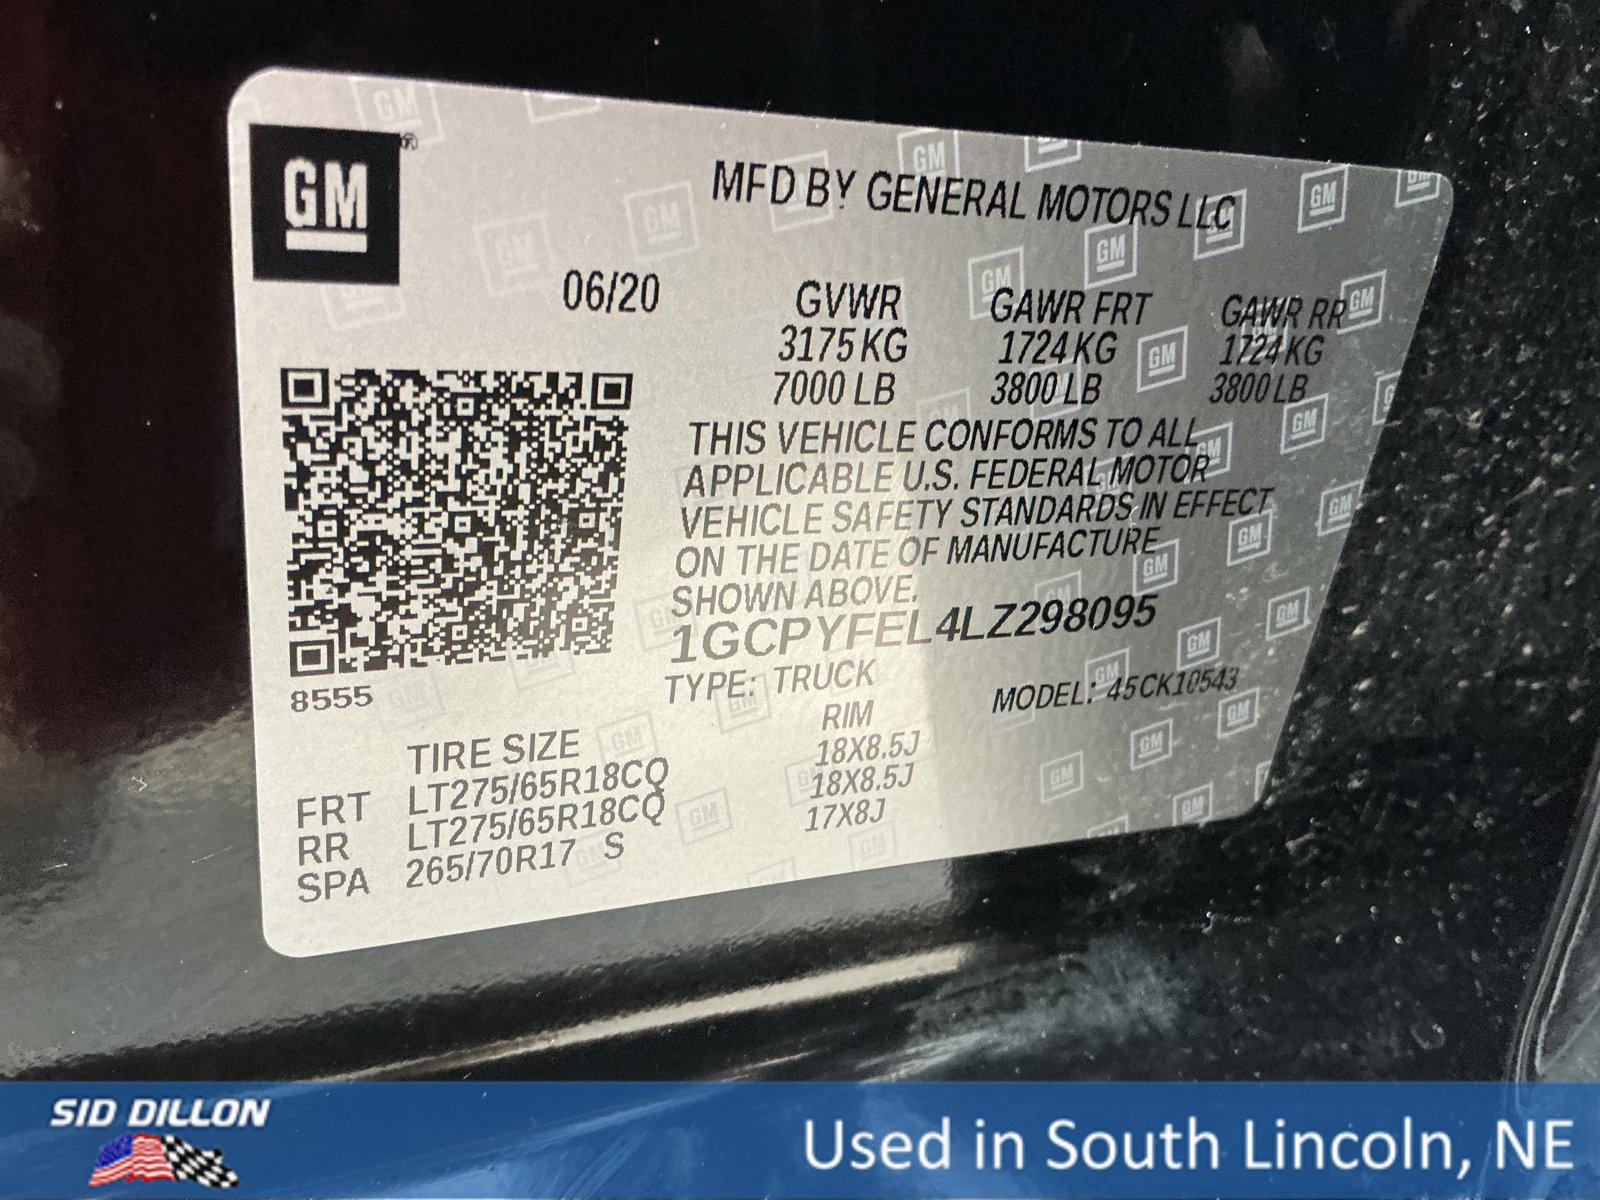 GM
MFD BY GENERAL MOTORS LLC
06/20 GVWR GAWR FRT GAWR RR
3175 KG 1724 KG 1724 KG
7000 LB 3800 LB 3800 LB
THIS VEHICLE CONFORMS TO ALL
APPLICABLE U.S. FEDERAL MOTOR
VEHICLE SAFETY STANDARDS IN EFFECT
ON THE DATE OF MANUFACTURE
SHOWN ABOVE.
1GCPYFEL4LZ298095
TYPE: TRUCK MODEL: 45CK10543
8555
TIRE SIZE RIM
FRT LT275/65R18CQ 18X8.5J
RR LT275/65R18CQ 18X8.5J
SPA 265/70R17 S 17X8J
SID DILLON
Used in South Lincoln, NE